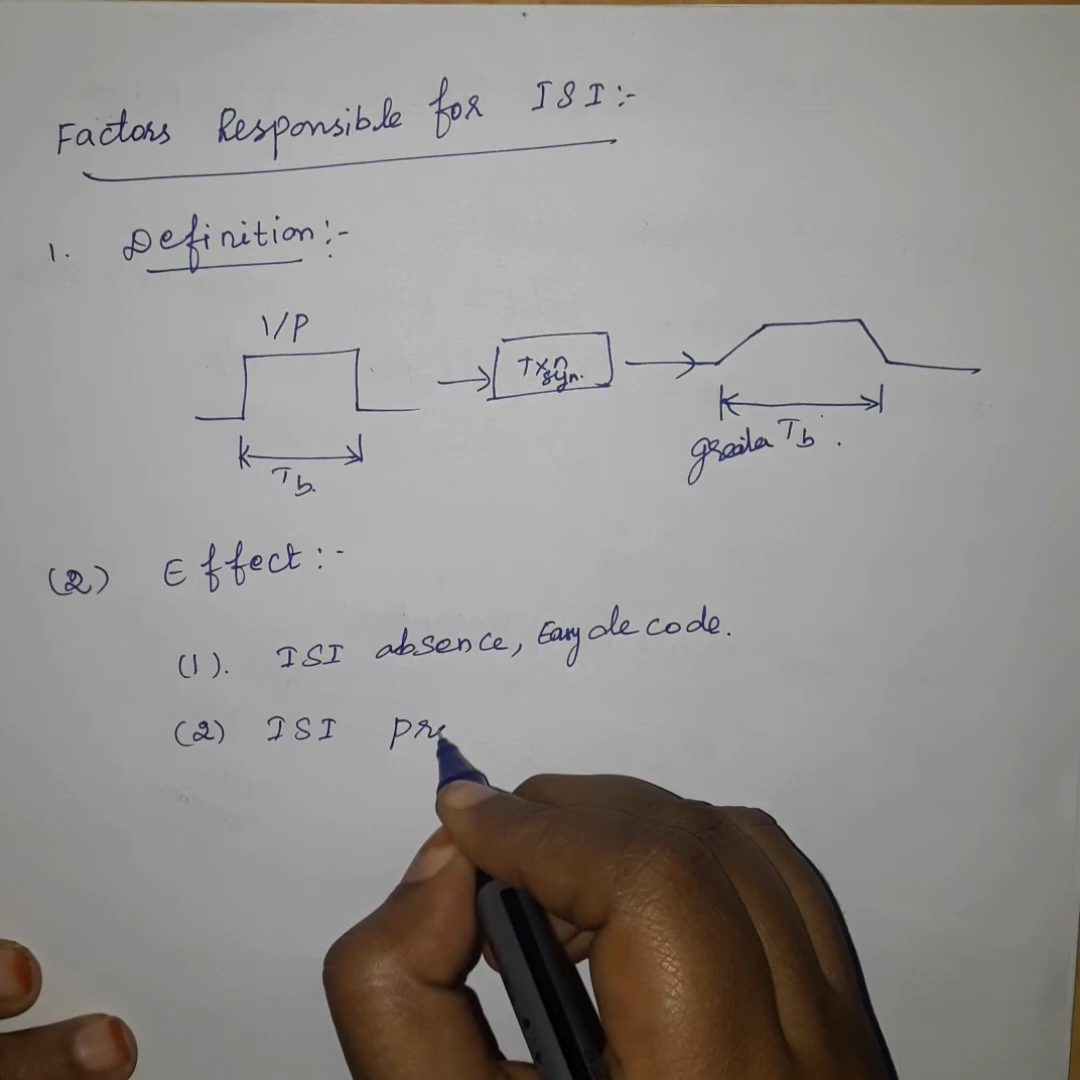 Factors Responsible for ISI:-
1. Definition:-
I/P
Txn
syn.
Tb.
greater Tb.
(2) Effect:-
(1). ISI absence, Easy decode.
(2) ISI pre